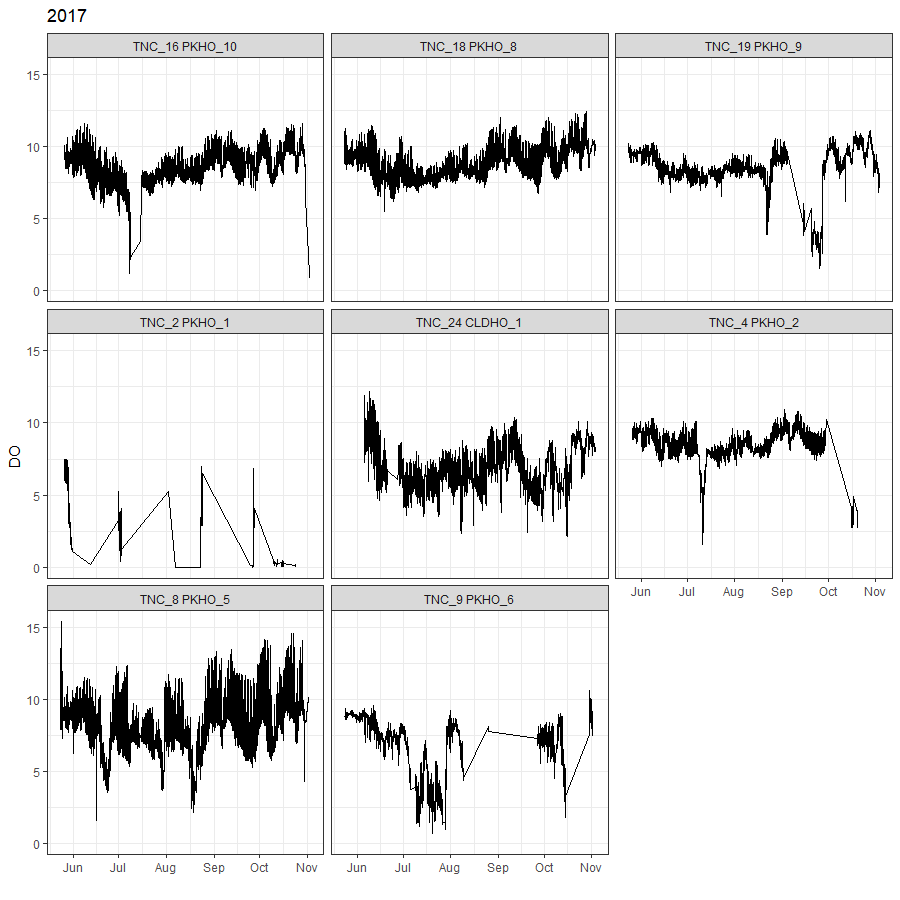 2017
TNC_16 PKHO_10 TNC_18 PKHO_8 TNC_19 PKHO_9
15
10
5
0
TNC_2 PKHO_1 TNC_24 CLDHO_1 TNC_4 PKHO_2
15
10
5
0
DO
Jun Jul Aug Sep Oct Nov
TNC_8 PKHO_5 TNC_9 PKHO_6
15
10
5
0
Jun Jul Aug Sep Oct Nov Jun Jul Aug Sep Oct Nov